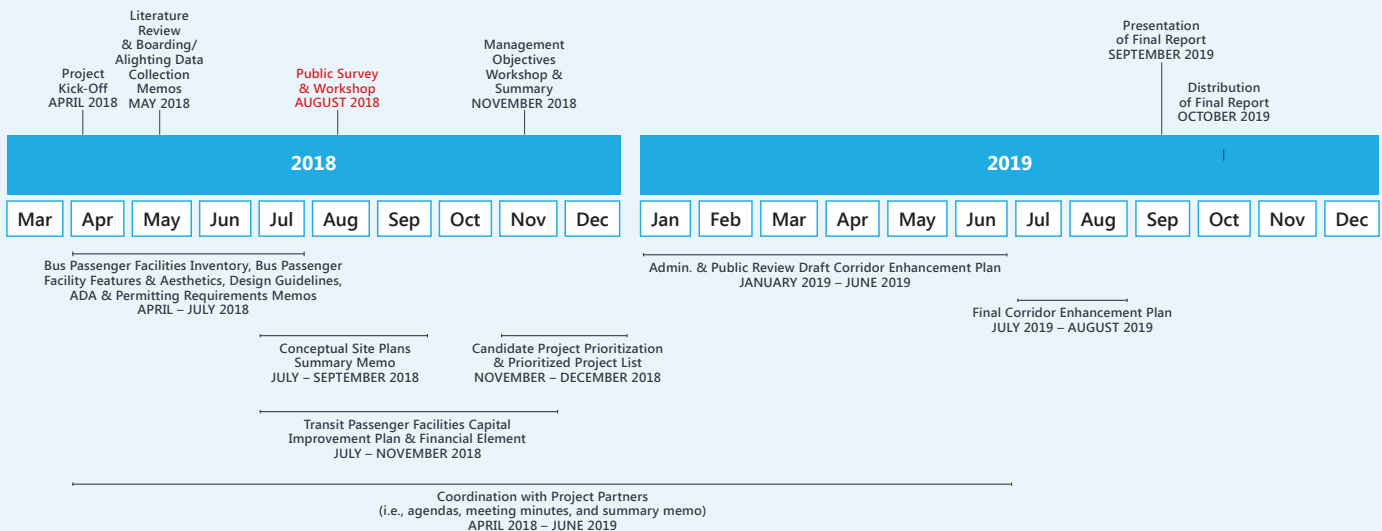 Project
Kick-Off
APRIL 2018
Literature
Review
& Boarding/
Alighting Data
Collection
Memos
MAY 2018
Public Survey
& Workshop
AUGUST 2018
Management
Objectives
Workshop &
Summary
NOVEMBER 2018
Presentation
of Final Report
SEPTEMBER 2019
Distribution
of Final Report
OCTOBER 2019
2018
2019
Mar
Apr
May
Jun
Jul
Aug
Sep
Oct
Nov
Dec
Jan
Feb
Mar
Apr
May
Jun
Jul
Aug
Sep
Oct
Nov
Dec
Bus Passenger Facilities Inventory, Bus Passenger
Facility Features & Aesthetics, Design Guidelines,
ADA & Permitting Requirements Memos
APRIL – JULY 2018
Admin. & Public Review Draft Corridor Enhancement Plan
JANUARY 2019 – JUNE 2019
Final Corridor Enhancement Plan
JULY 2019 – AUGUST 2019
Conceptual Site Plans
Summary Memo
JULY – SEPTEMBER 2018
Candidate Project Prioritization
& Prioritized Project List
NOVEMBER – DECEMBER 2018
Transit Passenger Facilities Capital
Improvement Plan & Financial Element
JULY – NOVEMBER 2018
Coordination with Project Partners
(i.e., agendas, meeting minutes, and summary memo)
APRIL 2018 – JUNE 2019